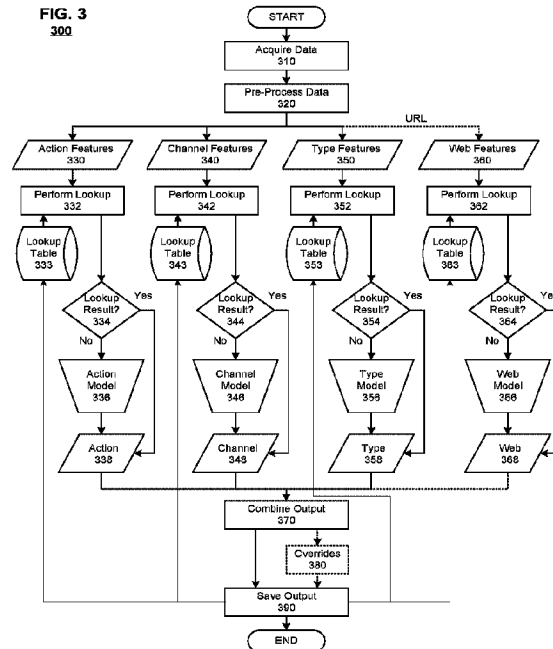 FIG. 3
300
START
Acquire Data
310
Pre-Process Data
320
URL
Action Features
330
Channel Features
340
Type Features
350
Web Features
360
Perform Lookup
332
Perform Lookup
342
Perform Lookup
352
Perform Lookup
362
Lookup
Table
333
Lookup
Table
343
Lookup
Table
353
Lookup
Table
363
Lookup
Result?
334
Yes
No
Lookup
Result?
344
Yes
No
Lookup
Result?
354
Yes
No
Lookup
Result?
364
Yes
No
Action
Model
336
Channel
Model
346
Type
Model
356
Web
Model
366
Action
338
Channel
348
Type
358
Web
368
Combine Output
370
Overrides
380
Save Output
390
END